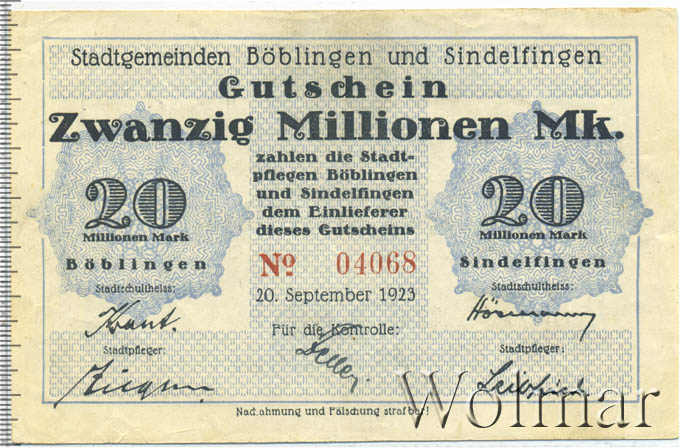 Stadtgemeinden Böblingen und Sindelfingen
Gutschein
Zwanzig Millionen Mk.
zahlen die Stadt-
pflegen Böblingen
und Sindelfingen
dem Einlieferer
dieses Gutscheins
20
Millionen Mark
Böblingen
Stadtschultheiss:
Kraut.
Stadtpfleger:
20
Millionen Mark
Sindelfingen
Stadtschultheiss:
Hörmann
Stadtpfleger:
No 04068
20. September 1923
Für die Kontrolle:
Nachahmung und Fälschung strafbar!
Wolmar